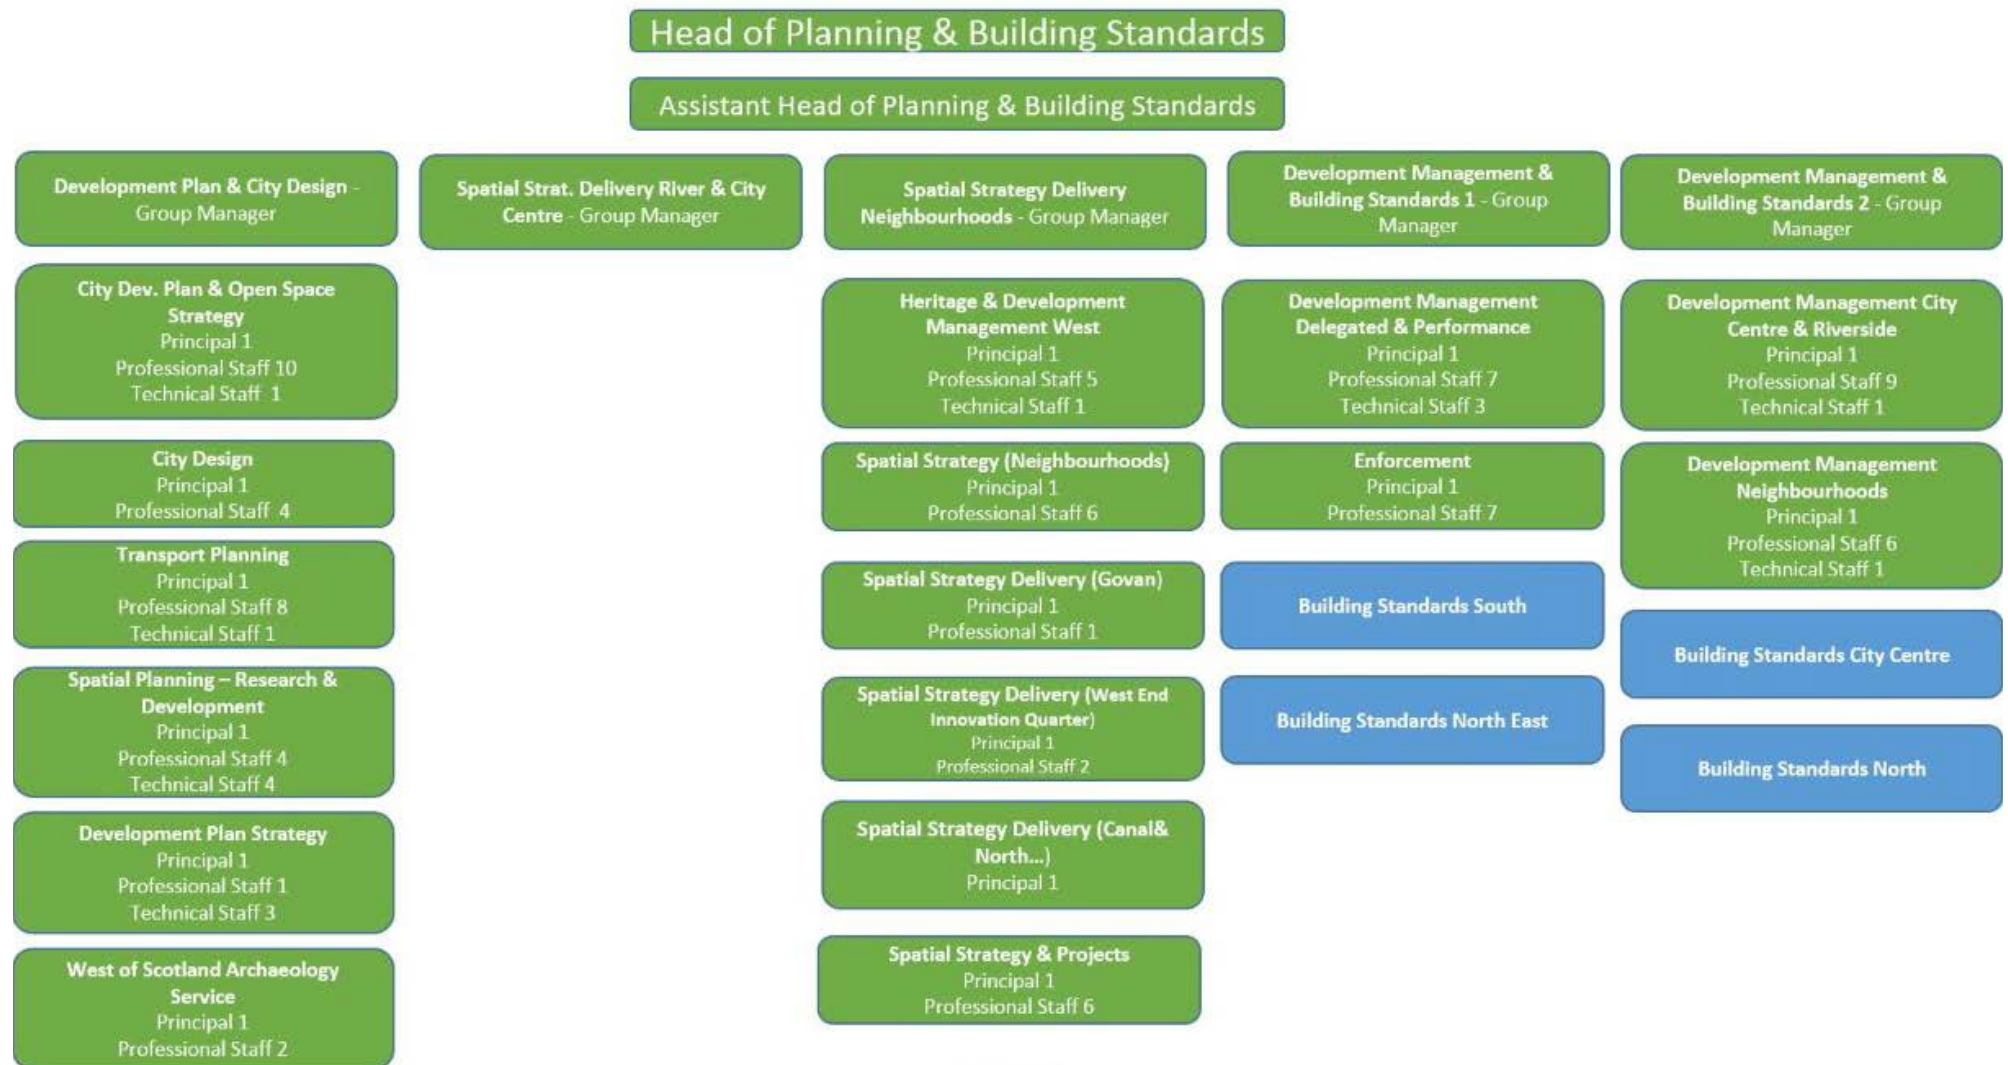 Head of Planning & Building Standards
Assistant Head of Planning & Building Standards
Development Plan & City Design -
Group Manager
City Dev. Plan & Open Space
Strategy
Principal 1
Professional Staff 10
Technical Staff 1
City Design
Principal 1
Professional Staff 4
Transport Planning
Principal 1
Professional Staff 8
Technical Staff 1
Spatial Planning – Research &
Development
Principal 1
Professional Staff 4
Technical Staff 4
Development Plan Strategy
Principal 1
Professional Staff 1
Technical Staff 3
West of Scotland Archaeology
Service
Principal 1
Professional Staff 2
Spatial Strat. Delivery River & City
Centre - Group Manager
Spatial Strategy Delivery
Neighbourhoods - Group Manager
Heritage & Development
Management West
Principal 1
Professional Staff 5
Technical Staff 1
Spatial Strategy (Neighbourhoods)
Principal 1
Professional Staff 6
Spatial Strategy Delivery (Govan)
Principal 1
Professional Staff 1
Spatial Strategy Delivery (West End
Innovation Quarter)
Principal 1
Professional Staff 2
Spatial Strategy Delivery (Canal&
North...)
Principal 1
Spatial Strategy & Projects
Principal 1
Professional Staff 6
Development Management &
Building Standards 1 - Group
Manager
Development Management
Delegated & Performance
Principal 1
Professional Staff 7
Technical Staff 3
Enforcement
Principal 1
Professional Staff 7
Building Standards South
Building Standards North East
Development Management &
Building Standards 2 - Group
Manager
Development Management City
Centre & Riverside
Principal 1
Professional Staff 9
Technical Staff 1
Development Management
Neighbourhoods
Principal 1
Professional Staff 6
Technical Staff 1
Building Standards City Centre
Building Standards North